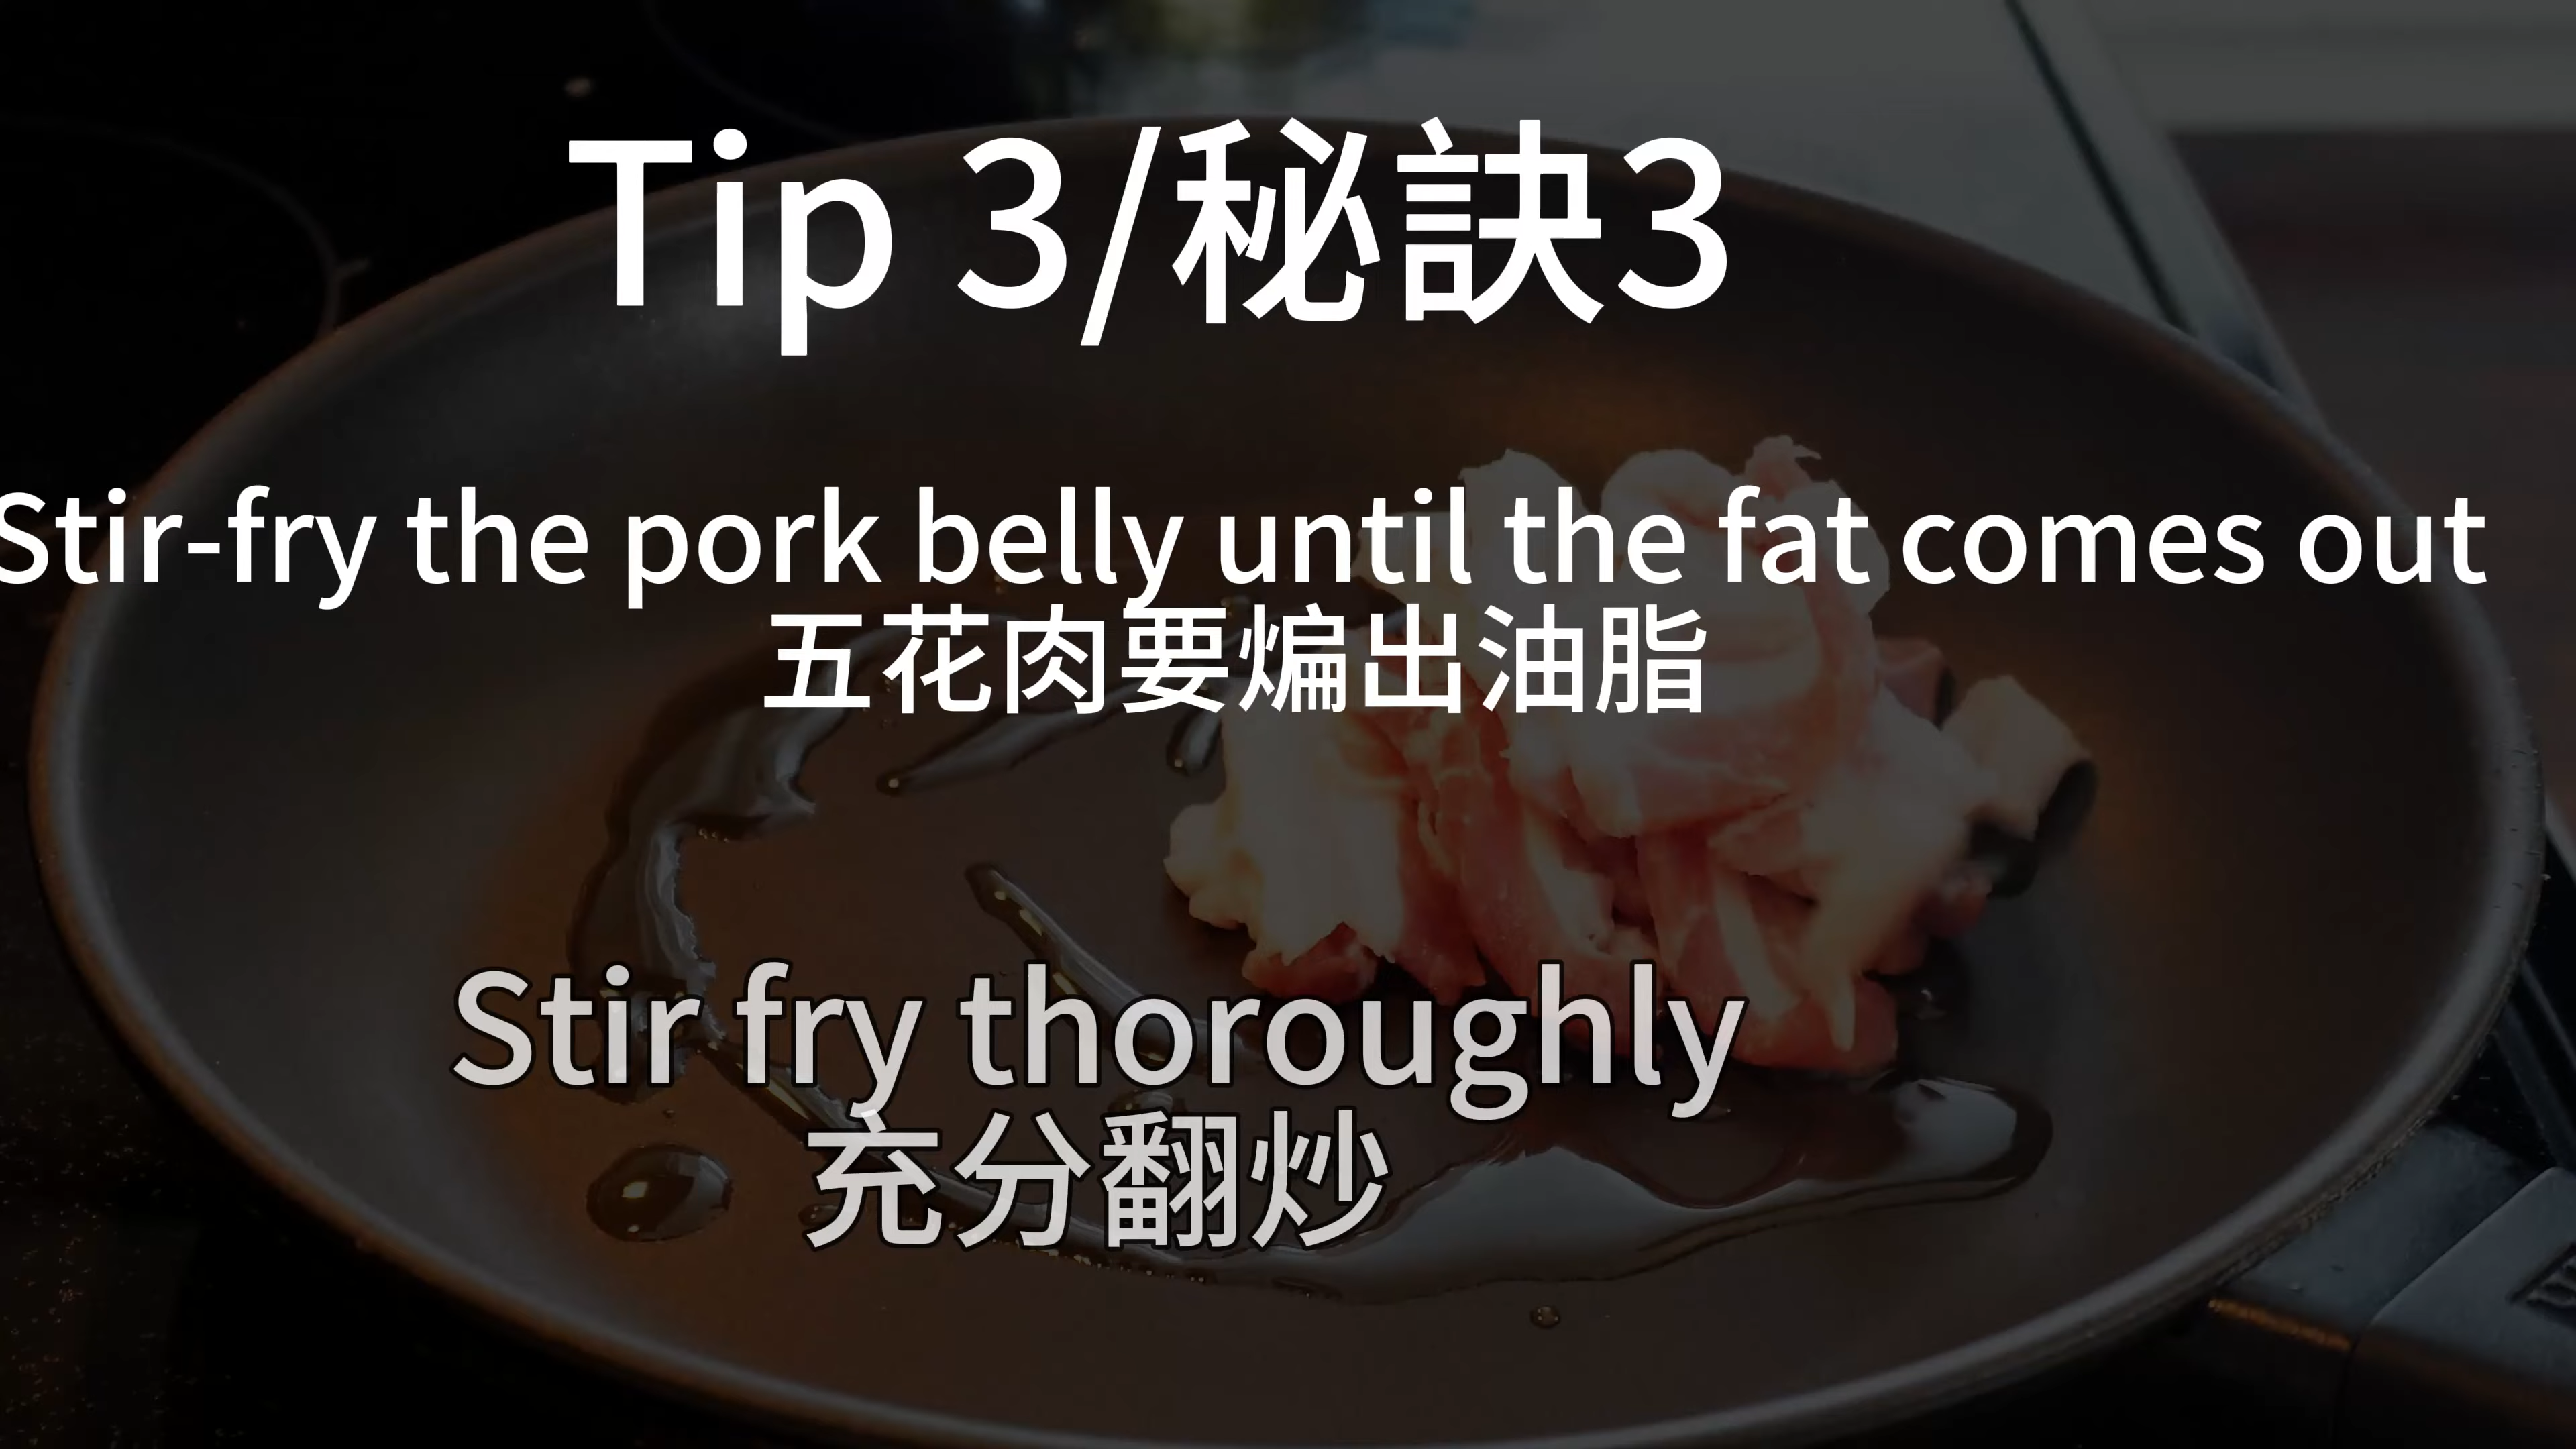 Tip 3/秘訣3
Stir-fry the pork belly until the fat comes out
五花肉要煸出油脂
Stir fry thoroughly
充分翻炒